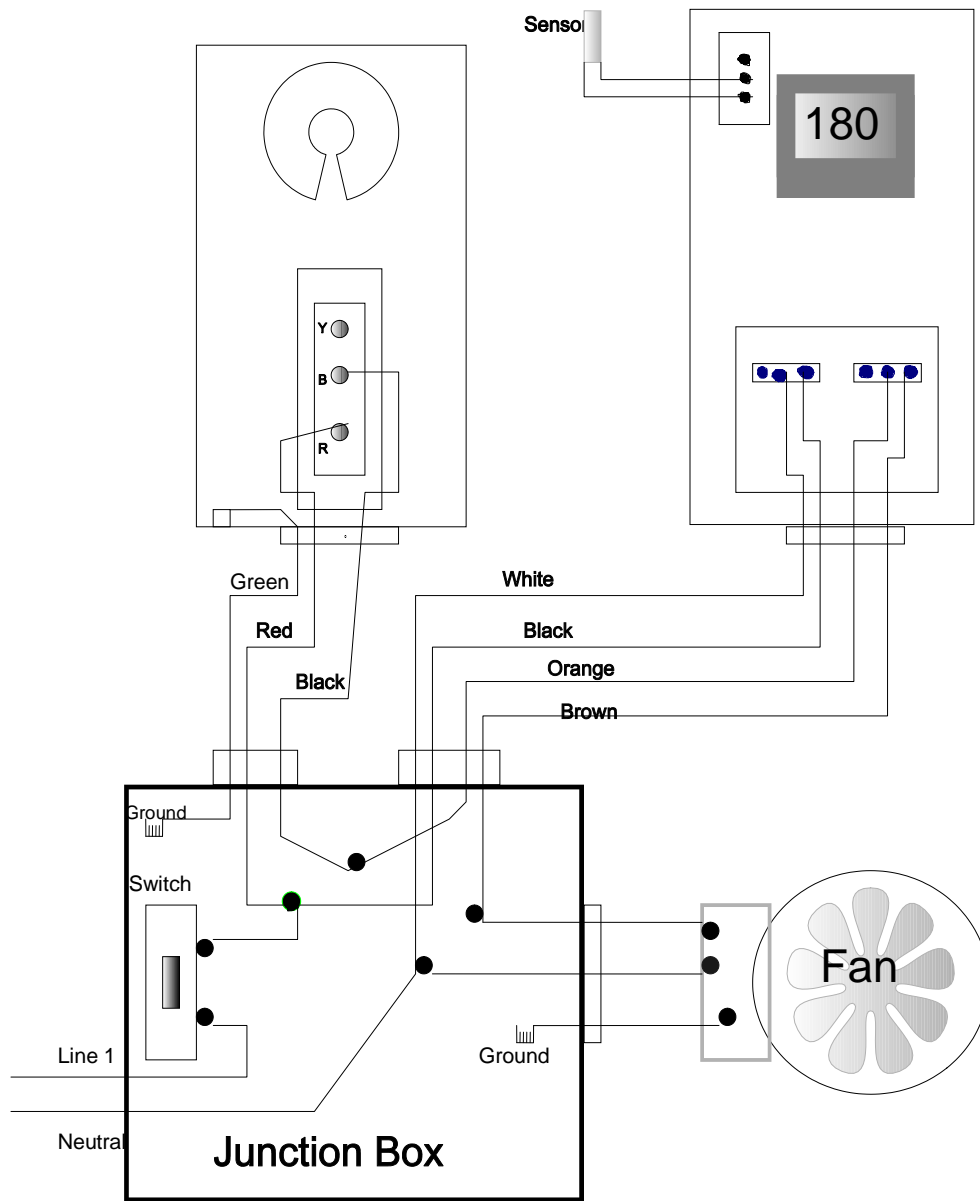 Sensor
180
Y
B
R
Green
White
Red
Black
Black
Orange
Brown
Ground
Switch
Fan
Line 1
Ground
Neutral
Junction Box